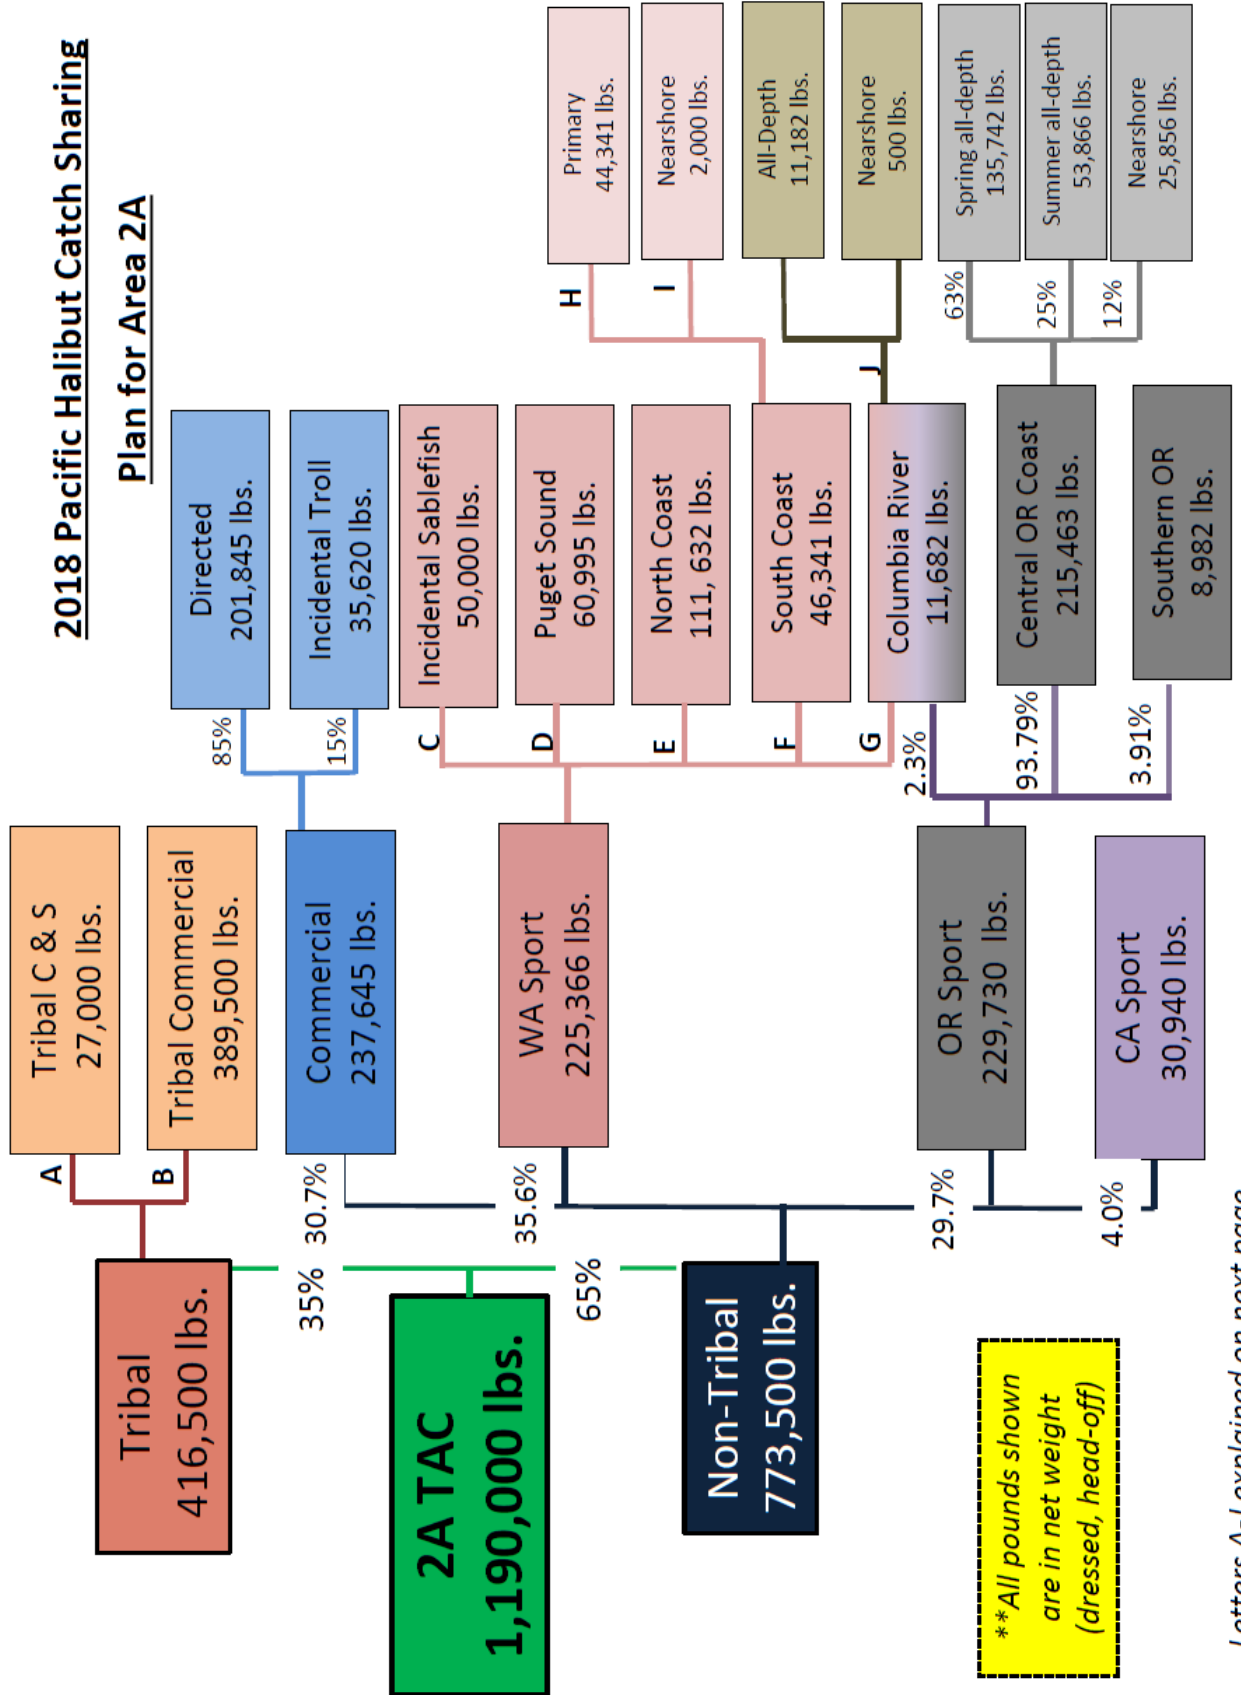 2018 Pacific Halibut Catch Sharing
Plan for Area 2A
2A TAC
1,190,000 lbs.
35%
65%
Tribal
416,500 lbs.
Non-Tribal
773,500 lbs.
A
B
Tribal C & S
27,000 lbs.
Tribal Commercial
389,500 lbs.
30.7%
Commercial
237,645 lbs.
35.6%
WA Sport
225,366 lbs.
29.7%
OR Sport
229,730 lbs.
4.0%
CA Sport
30,940 lbs.
85%
Directed
201,845 lbs.
15%
Incidental Troll
35,620 lbs.
C
Incidental Sablefish
50,000 lbs.
D
Puget Sound
60,995 lbs.
E
North Coast
111, 632 lbs.
F
South Coast
46,341 lbs.
G
2.3%
Columbia River
11,682 lbs.
93.79%
Central OR Coast
215,463 lbs.
3.91%
Southern OR
8,982 lbs.
H
Primary
44,341 lbs.
I
Nearshore
2,000 lbs.
J
All-Depth
11,182 lbs.
Nearshore
500 lbs.
63%
Spring all-depth
135,742 lbs.
25%
Summer all-depth
53,866 lbs.
12%
Nearshore
25,856 lbs.
**All pounds shown
are in net weight
(dressed, head-off)
Letters A-J explained on next page